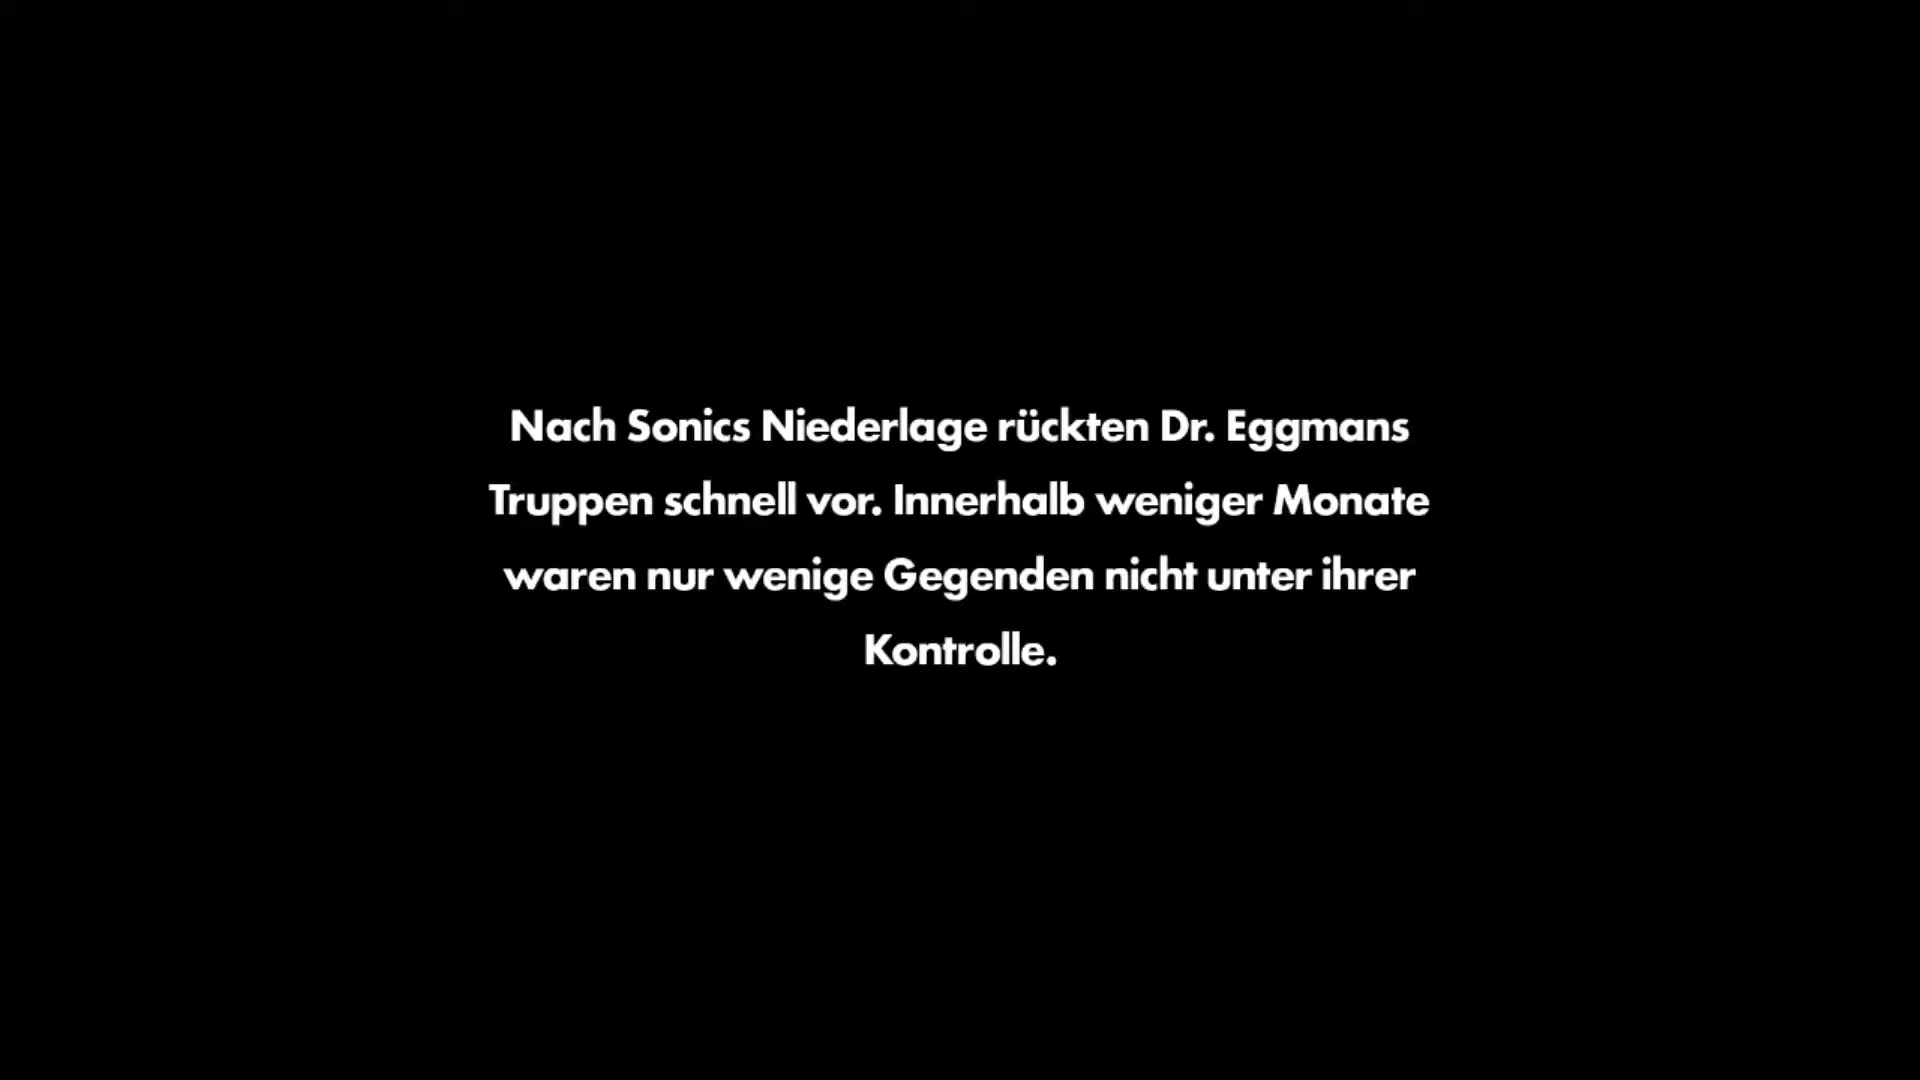 Nach Sonics Niederlage rückten Dr. Eggmans
Truppen schnell vor. Innerhalb weniger Monate
waren nur wenige Gegenden nicht unter ihrer
Kontrolle.